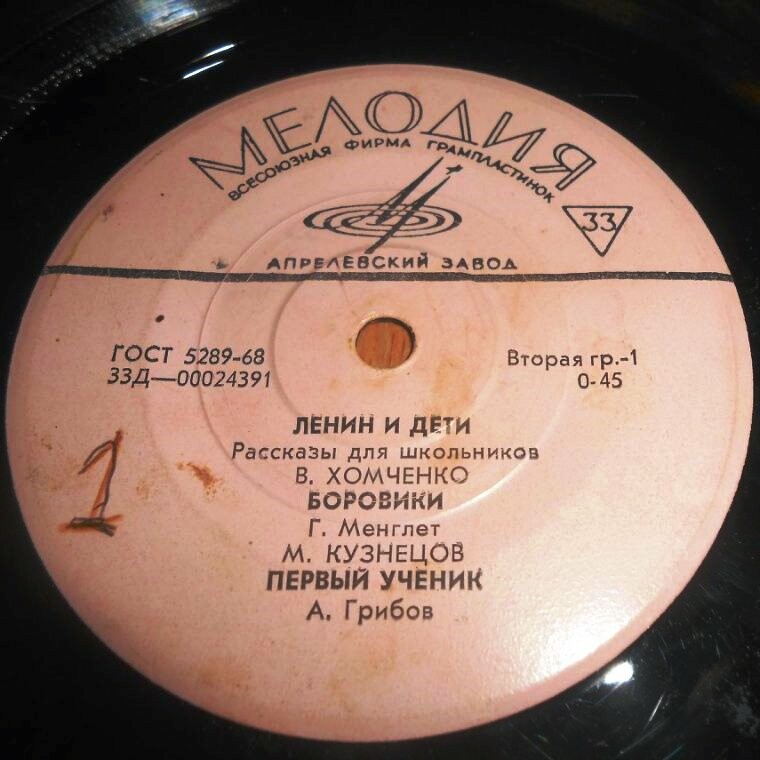 МЕЛОДИЯ
ВСЕСОЮЗНАЯ ФИРМА ГРАМПЛАСТИНОК
33
АПРЕЛЕВСКИЙ ЗАВОД
ГОСТ 5289-68
33Д—00024391
Вторая гр.-1
0-45
ЛЕНИН И ДЕТИ
Рассказы для школьников
В. ХОМЧЕНКО
БОРОВИКИ
Г. Менглет
М. КУЗНЕЦОВ
ПЕРВЫЙ УЧЕНИК
А. Грибов
1